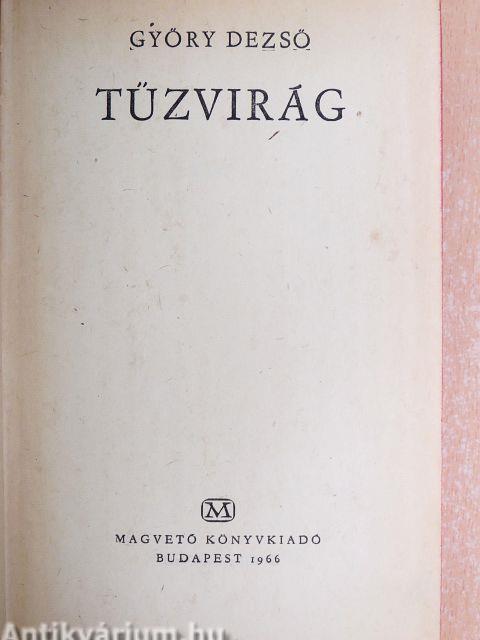 GYŐRY DEZSŐ
TŰZVIRÁG
M
MAGVETŐ KÖNYVKIADÓ
BUDAPEST 1966
Antikvárium.hu